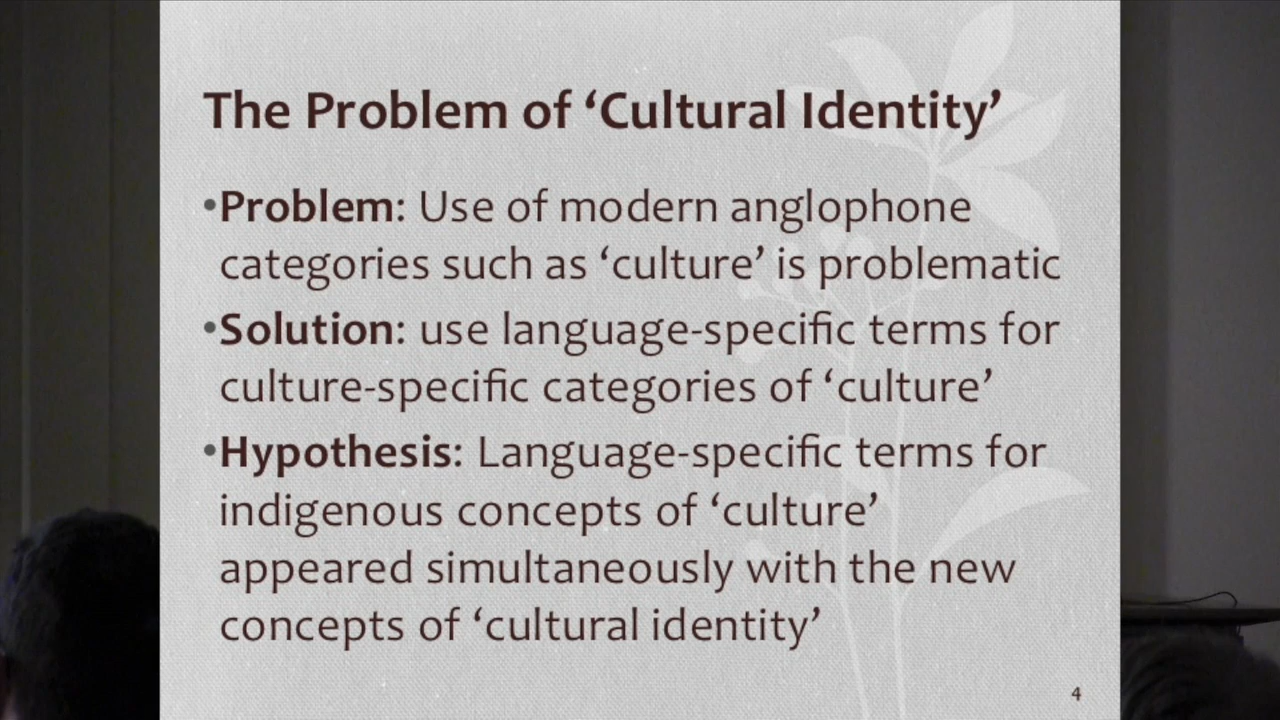 The Problem of ‘Cultural Identity’
•Problem: Use of modern anglophone
categories such as ‘culture’ is problematic
•Solution: use language-specific terms for
culture-specific categories of ‘culture’
•Hypothesis: Language-specific terms for
indigenous concepts of ‘culture’
appeared simultaneously with the new
concepts of ‘cultural identity’
4